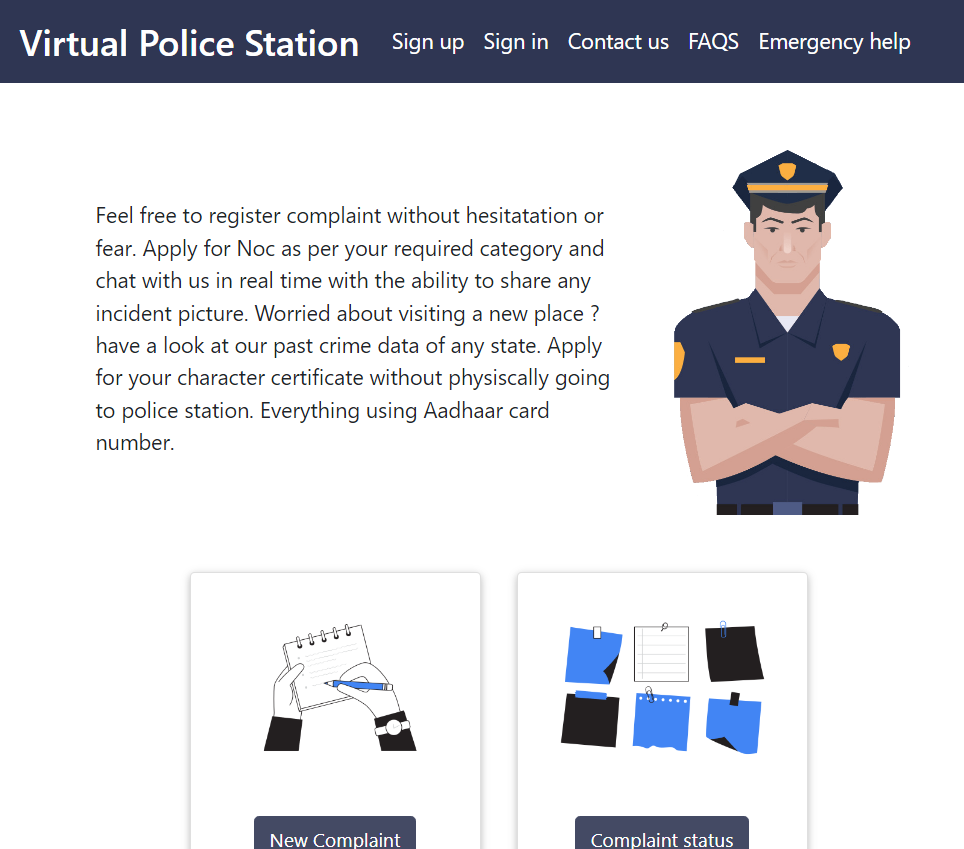 Virtual Police Station Sign up Sign in Contact us FAQS Emergency help
Feel free to register complaint without hesitatation or
fear. Apply for Noc as per your required category and
chat with us in real time with the ability to share any
incident picture. Worried about visiting a new place ?
have a look at our past crime data of any state. Apply
for your character certificate without physiscally going
to police station. Everything using Aadhaar card
number.
New Complaint
Complaint status